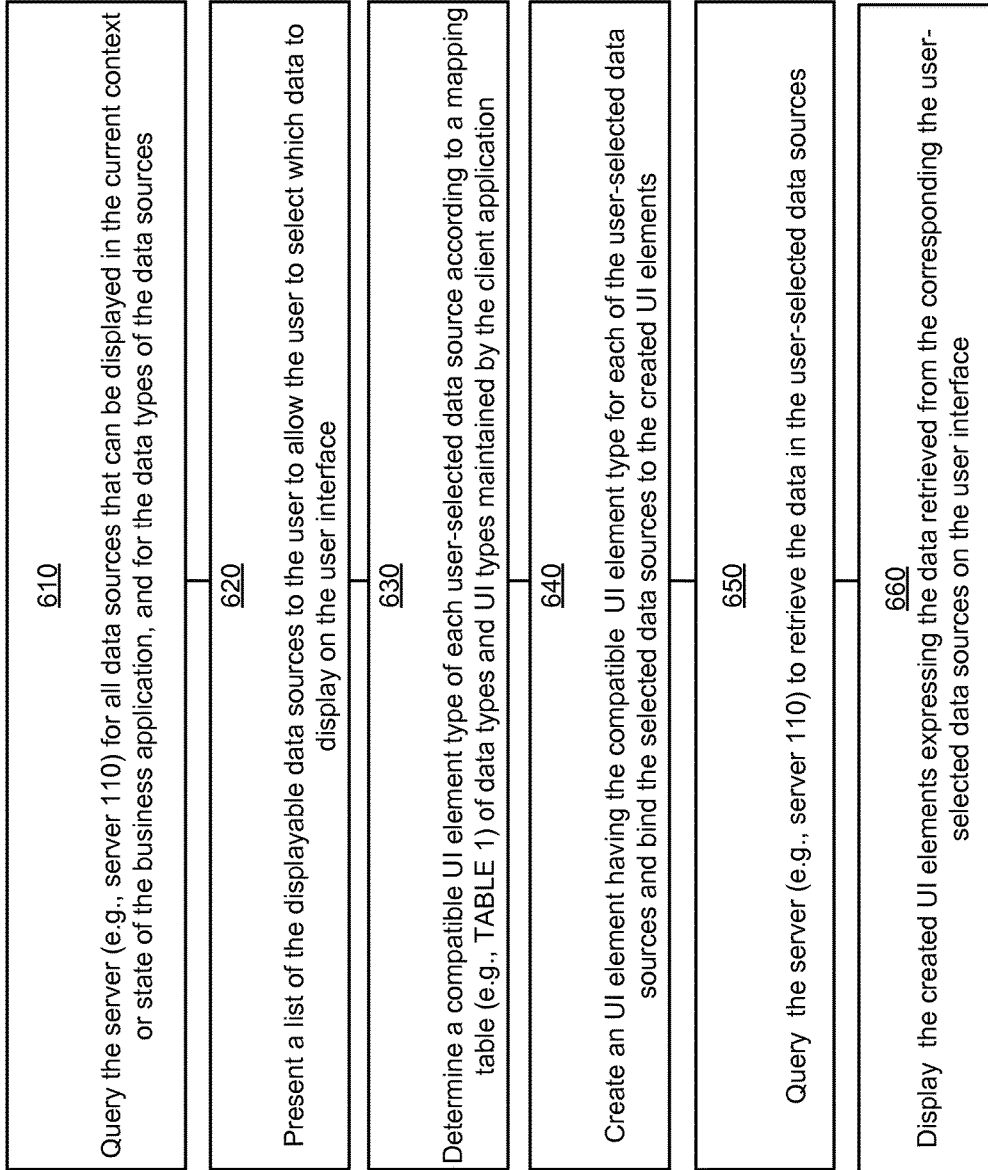 610
Query the server (e.g., server 110) for all data sources that can be displayed in the current context
or state of the business application, and for the data types of the data sources
620
Present a list of the displayable data sources to the user to allow the user to select which data to
display on the user interface
630
Determine a compatible UI element type of each user-selected data source according to a mapping
table (e.g., TABLE 1) of data types and UI types maintained by the client application
640
Create an UI element having the compatible UI element type for each of the user-selected data
sources and bind the selected data sources to the created UI elements
650
Query the server (e.g., server 110) to retrieve the data in the user-selected data sources
660
Display the created UI elements expressing the data retrieved from the corresponding the user-
selected data sources on the user interface